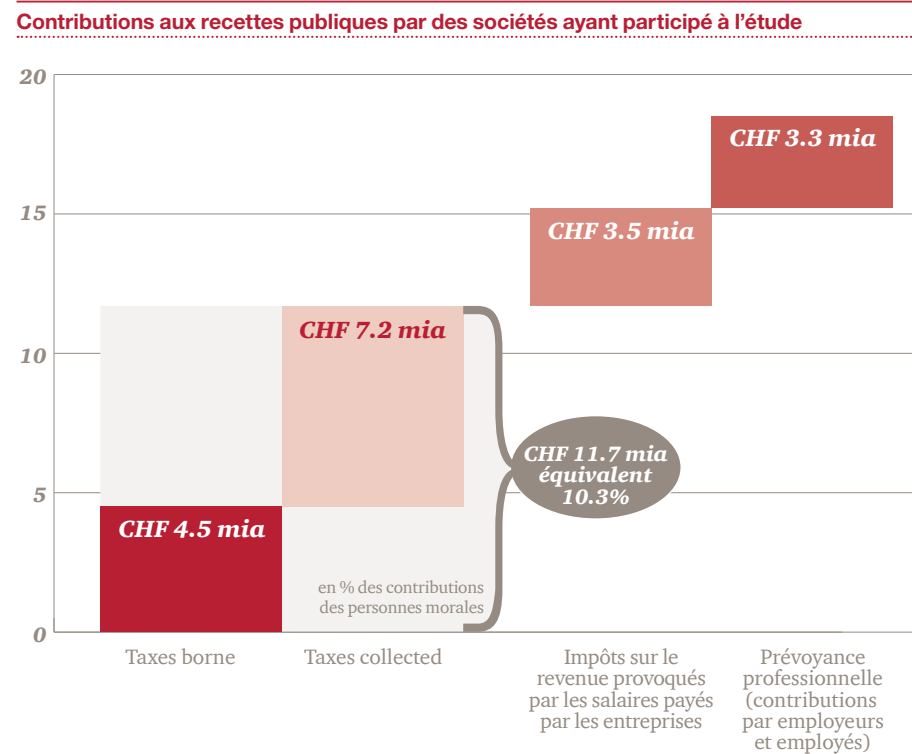 Contributions aux recettes publiques par des sociétés ayant participé à l'étude
20
15
10
5
0
CHF 3.3 mia
CHF 3.5 mia
CHF 7.2 mia
CHF 4.5 mia
CHF 11.7 mia
équivalent
10.3%
en % des contributions
des personnes morales
Taxes borne
Taxes collected
Impôts sur le
revenue provoqués
par les salaires payés
par les entreprises
Prévoyance
professionnelle
(contributions
par employeurs
et employés)